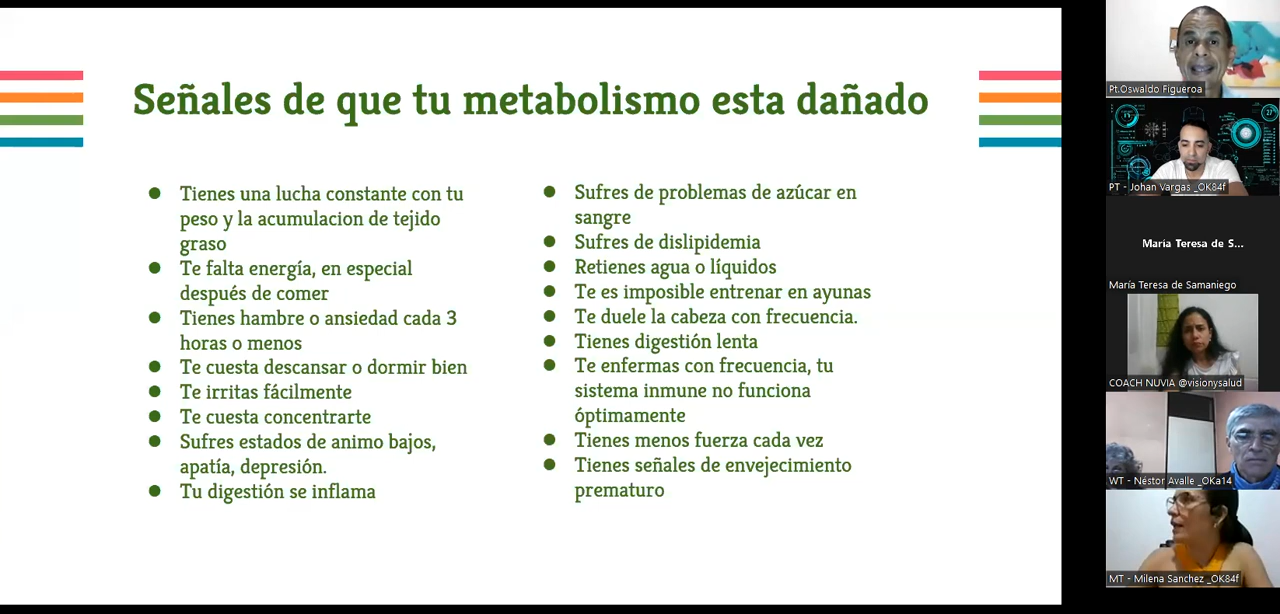 Señales de que tu metabolismo esta dañado
● Tienes una lucha constante con tu
peso y la acumulacion de tejido
graso
● Te falta energía, en especial
después de comer
● Tienes hambre o ansiedad cada 3
horas o menos
● Te cuesta descansar o dormir bien
● Te irritas fácilmente
● Te cuesta concentrarte
● Sufres estados de animo bajos,
apatía, depresión.
● Tu digestión se inflama
● Sufres de problemas de azúcar en
sangre
● Sufres de dislipidemia
● Retienes agua o líquidos
● Te es imposible entrenar en ayunas
● Te duele la cabeza con frecuencia.
● Tienes digestión lenta
● Te enfermas con frecuencia, tu
sistema inmune no funciona
óptimamente
● Tienes menos fuerza cada vez
● Tienes señales de envejecimiento
prematuro
Pt.Oswaldo Figueroa
PT - Johan Vargas _OK84f
María Teresa de S...
María Teresa de Samaniego
COACH NUVIA @visionysalud
WT - Néstor Avalle _OKa14
MT - Milena Sanchez _OK84f